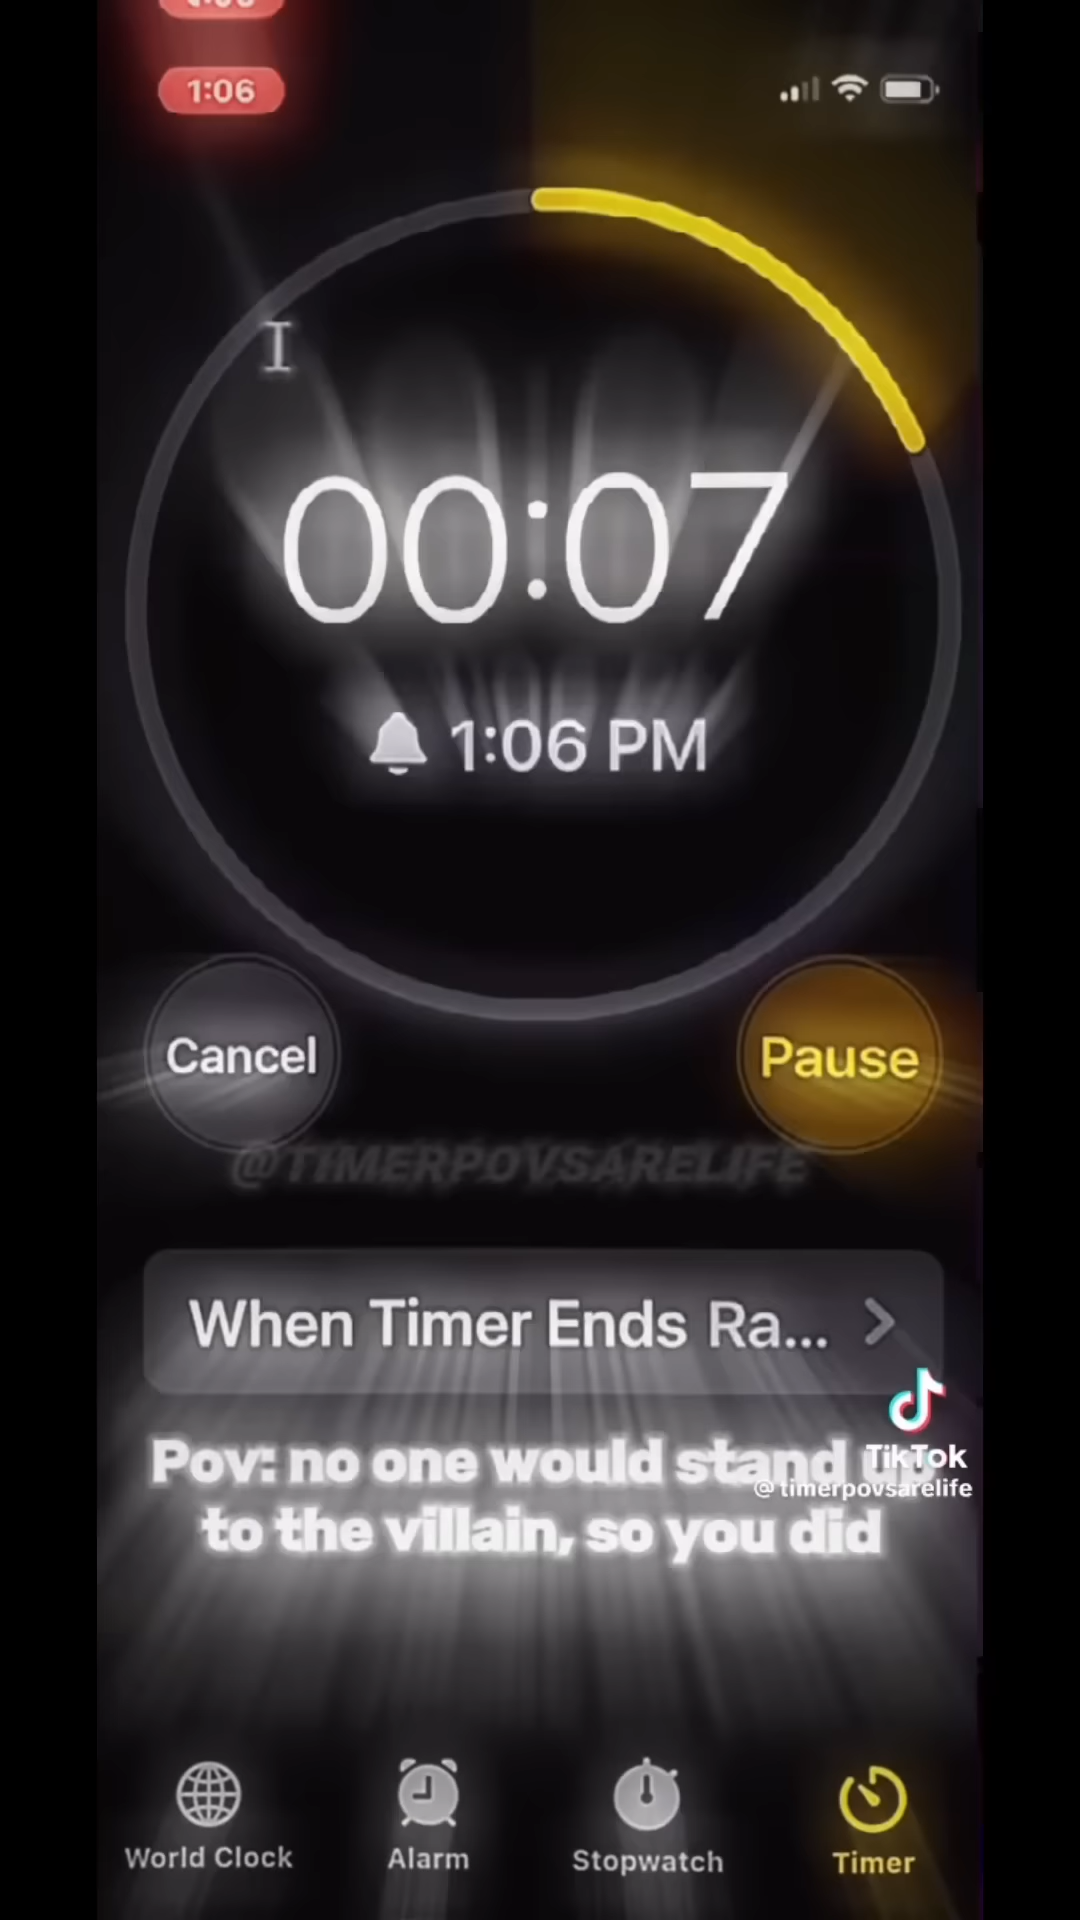 1:06
I
00:07
1:06 PM
Cancel
Pause
@TIMERPOVSARELIFE
When Timer Ends Ra...
TikTok
@timerpovsarelife
Pov: no one would stand up
to the villain, so you did
World Clock
Alarm
Stopwatch
Timer